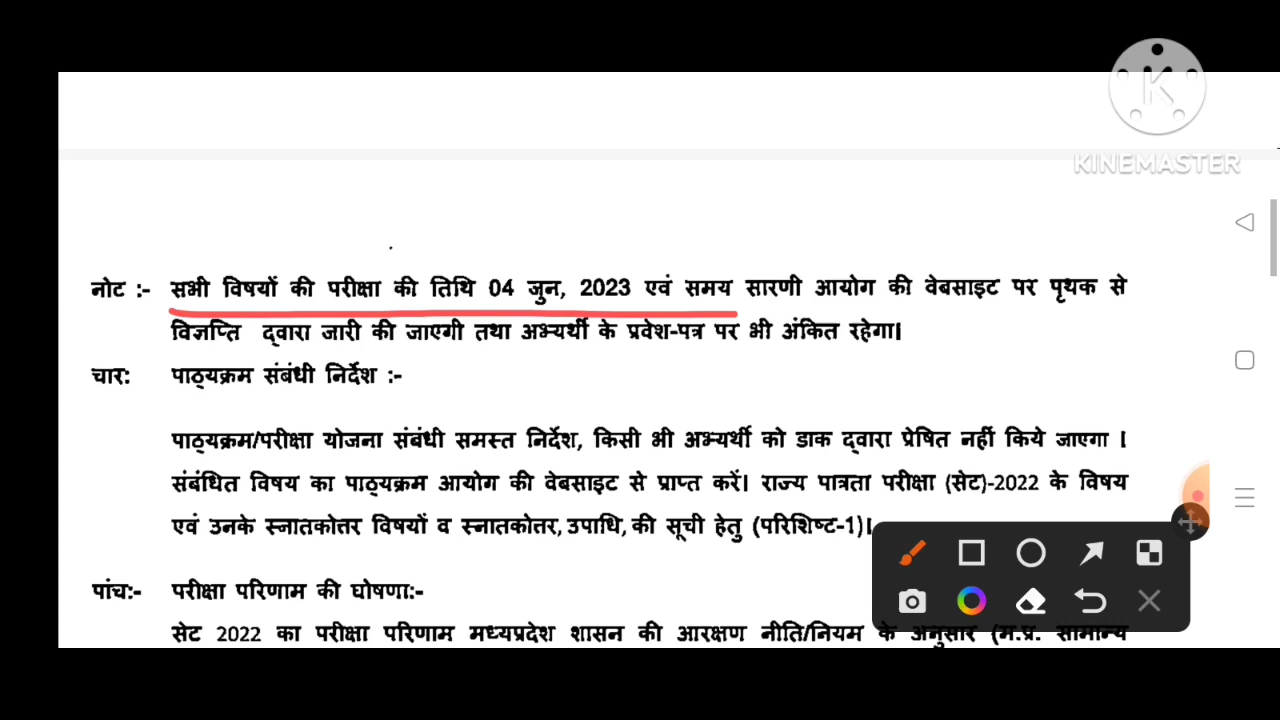 K
KINEMASTER
नोट :- सभी विषयों की परीक्षा की तिथि 04 जुन, 2023 एवं समय सारणी आयोग की वेबसाइट पर पृथक से
विज्ञप्ति द्वारा जारी की जाएगी तथा अभ्यर्थी के प्रवेश-पत्र पर भी अंकित रहेगा।
चार: पाठ्यक्रम संबंधी निर्देश :-
पाठ्यक्रम/परीक्षा योजना संबंधी समस्त निर्देश, किसी भी अभ्यर्थी को डाक द्वारा प्रेषित नहीं किये जाएगा ।
संबंधित विषय का पाठ्यक्रम आयोग की वेबसाइट से प्राप्त करें। राज्य पात्रता परीक्षा (सेट)-2022 के विषय
एवं उनके स्नातकोत्तर विषयों व स्नातकोत्तर, उपाधि, की सूची हेतु (परिशिष्ट-1)।
पांच:- परीक्षा परिणाम की घोषणा:-
सेट 2022 का परीक्षा परिणाम मध्यप्रदेश शासन की आरक्षण नीति/नियम के अनुसार (म.प्र. सामान्य